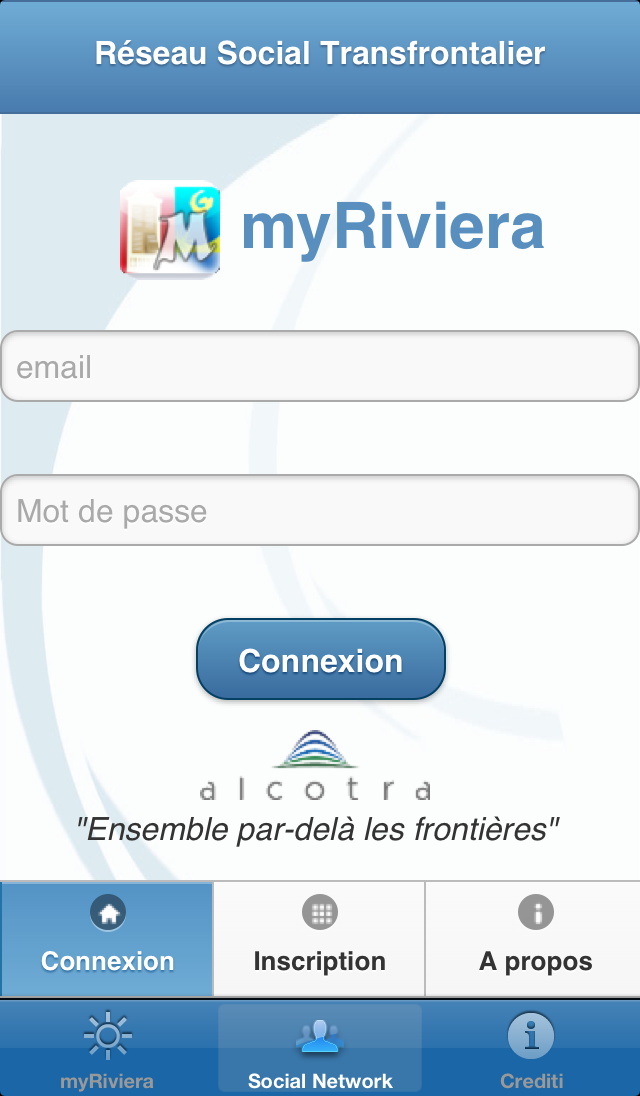 Réseau Social Transfrontalier
myRiviera
email
Mot de passe
Connexion
alcotra
"Ensemble par-delà les frontières"
Connexion
Inscription
A propos
myRiviera
Social Network
Crediti